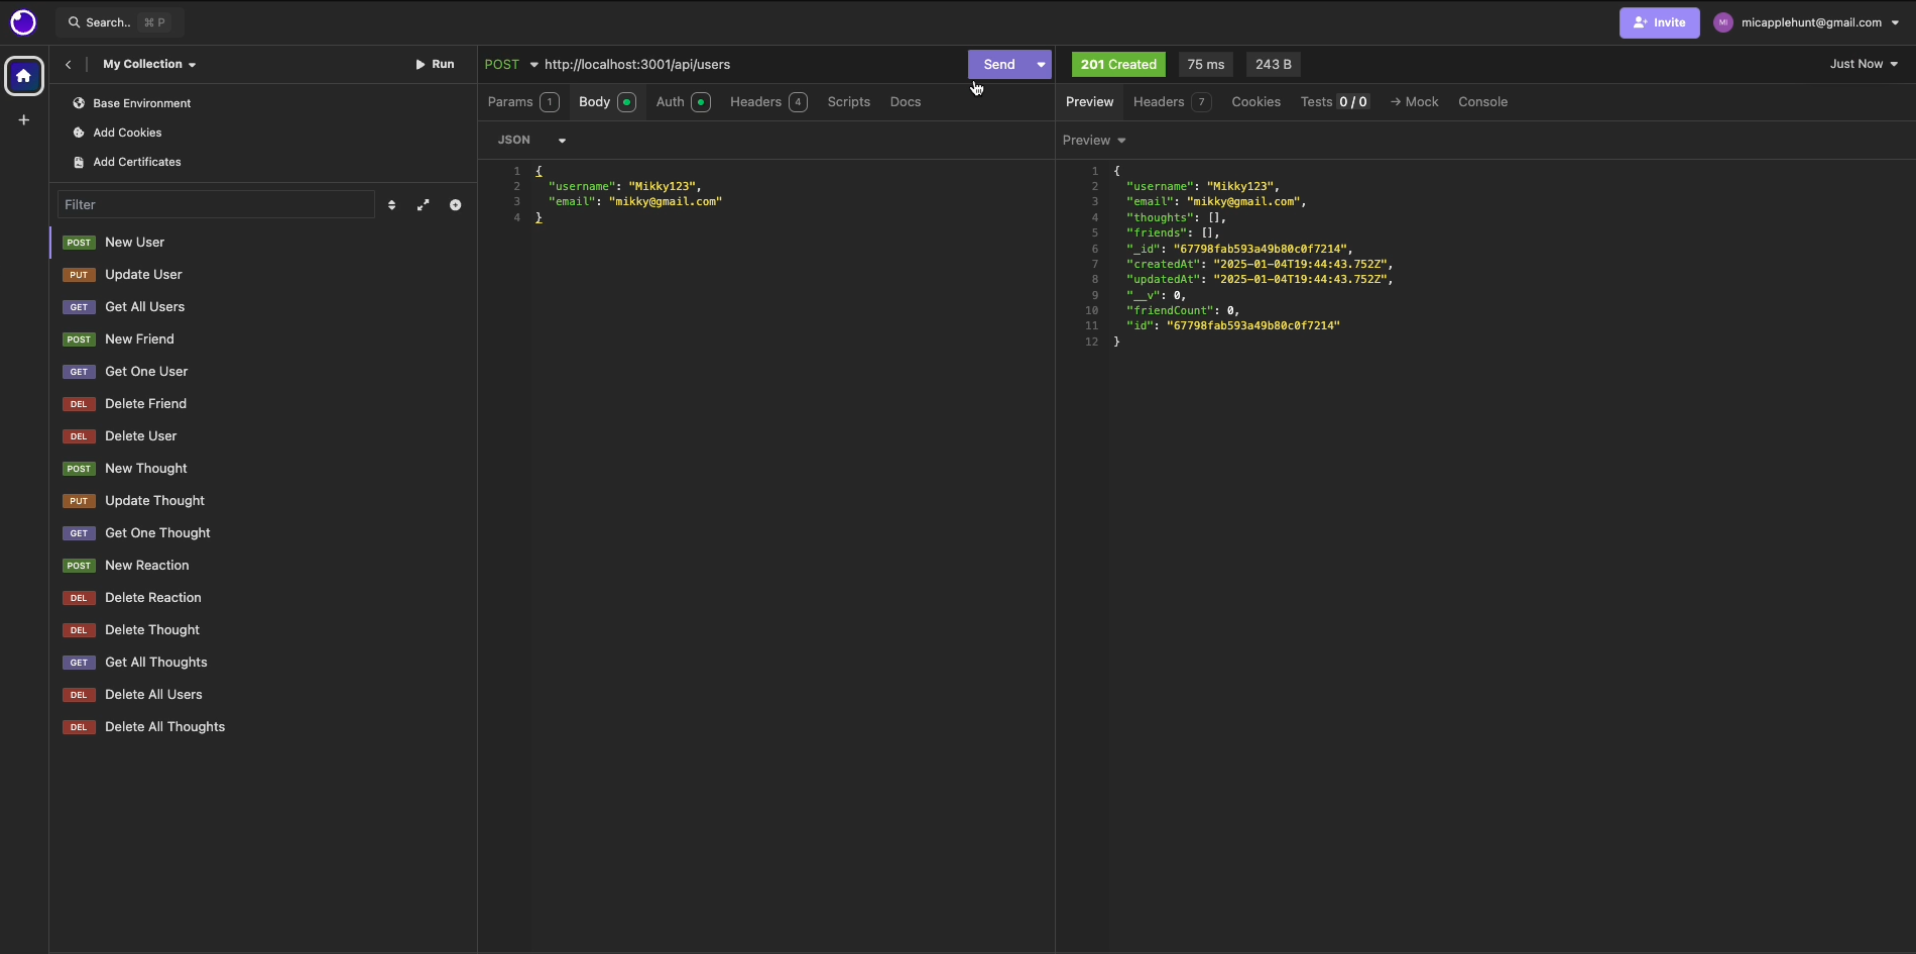 Search.. ⌘ P
Invite
MI micapplehunt@gmail.com
My Collection
Run
Base Environment
Add Cookies
Add Certificates
Filter
POST New User
PUT Update User
GET Get All Users
POST New Friend
GET Get One User
DEL Delete Friend
DEL Delete User
POST New Thought
PUT Update Thought
GET Get One Thought
POST New Reaction
DEL Delete Reaction
DEL Delete Thought
GET Get All Thoughts
DEL Delete All Users
DEL Delete All Thoughts
POST http://localhost:3001/api/users Send
Params 1 Body Auth Headers 4 Scripts Docs
JSON
1 {
2 "username": "Mikky123",
3 "email": "mikky@gmail.com"
4 }
201 Created 75 ms 243 B Just Now
Preview Headers 7 Cookies Tests 0 / 0 → Mock Console
Preview
1 {
2 "username": "Mikky123",
3 "email": "mikky@gmail.com",
4 "thoughts": [],
5 "friends": [],
6 "_id": "67798fab593a49b80c0f7214",
7 "createdAt": "2025-01-04T19:44:43.752Z",
8 "updatedAt": "2025-01-04T19:44:43.752Z",
9 "__v": 0,
10 "friendCount": 0,
11 "id": "67798fab593a49b80c0f7214"
12 }